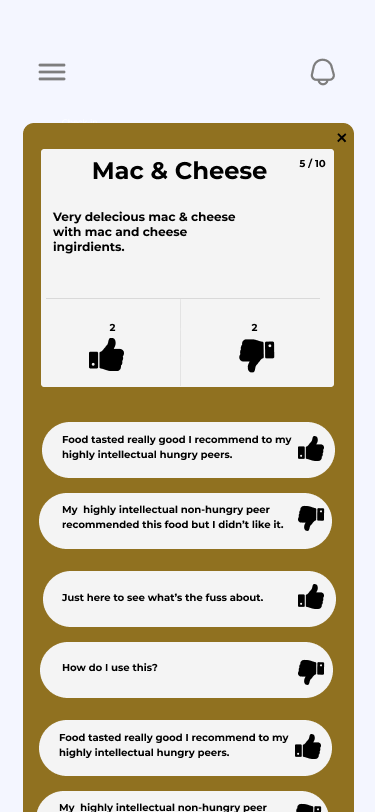 Mac & Cheese
5 / 10
Very delecious mac & cheese
with mac and cheese
ingirdients.
2
2
Food tasted really good I recommend to my
highly intellectual hungry peers.
My  highly intellectual non-hungry peer
recommended this food but I didn't like it.
Just here to see what's the fuss about.
How do I use this?
Food tasted really good I recommend to my
highly intellectual hungry peers.
My  highly intellectual non-hungry peer